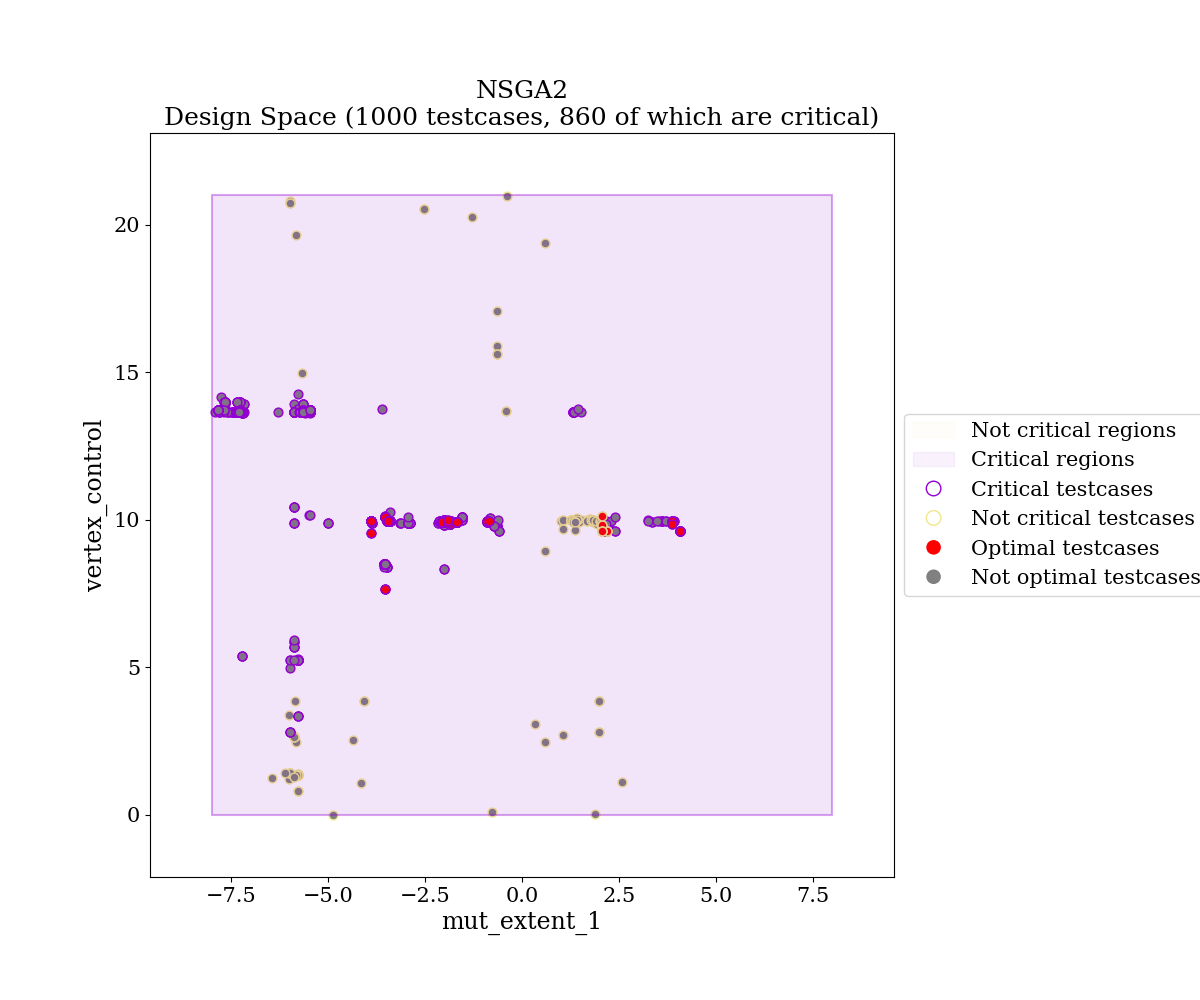 NSGA2
Design Space (1000 testcases, 860 of which are critical)
20
15
10
5
0
vertex_control
−7.5
−5.0
−2.5
0.0
2.5
5.0
7.5
mut_extent_1
Not critical regions
Critical regions
Critical testcases
Not critical testcases
Optimal testcases
Not optimal testcases